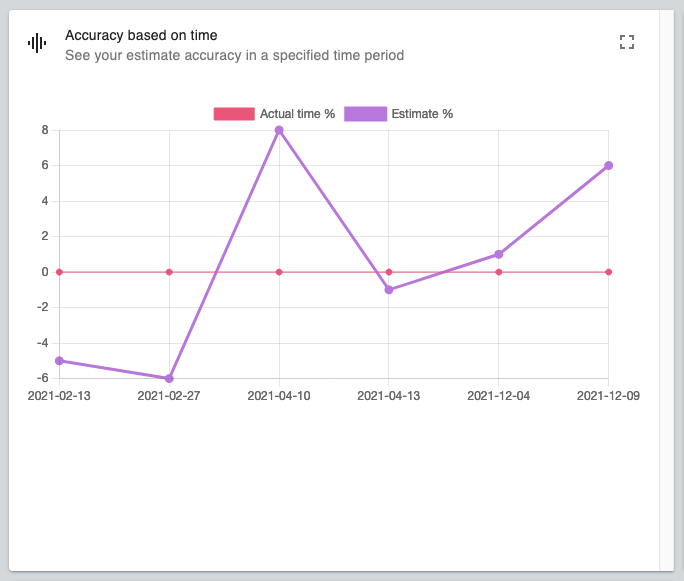 Accuracy based on time
See your estimate accuracy in a specified time period
Actual time % Estimate %
8
6
4
2
0
-2
-4
-6
2021-02-13 2021-02-27 2021-04-10 2021-04-13 2021-12-04 2021-12-09